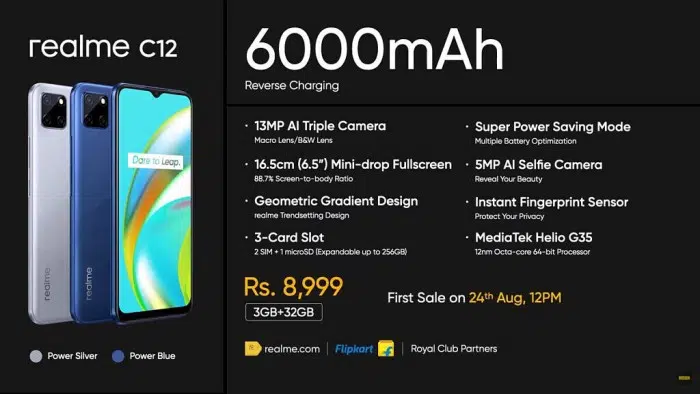 realme C12
Dare to Leap.
realme
realme
Power Silver
Power Blue
6000mAh
Reverse Charging
· 13MP AI Triple Camera
Macro Lens/B&W Lens
· 16.5cm (6.5”) Mini-drop Fullscreen
88.7% Screen-to-body Ratio
· Geometric Gradient Design
realme Trendsetting Design
· 3-Card Slot
2 SIM + 1 microSD (Expandable up to 256GB)
· Super Power Saving Mode
Multiple Battery Optimization
· 5MP AI Selfie Camera
Reveal Your Beauty
· Instant Fingerprint Sensor
Protect Your Privacy
· MediaTek Helio G35
12nm Octa-core 64-bit Processor
Rs. 8,999
3GB+32GB
First Sale on 24th Aug, 12PM
realme.com | Flipkart | Royal Club Partners